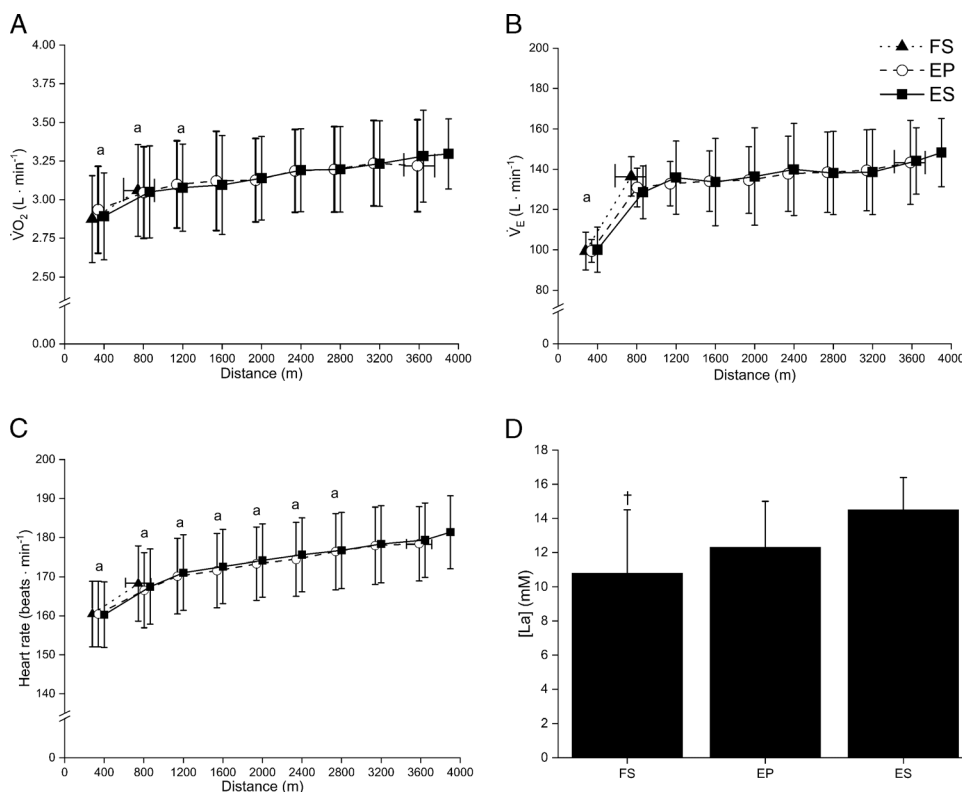 A
4.00
3.75
3.50
3.25
3.00
2.75
2.50
0.00
V̇O₂ (L · min⁻¹)
a
a
a
0 400 800 1200 1600 2000 2400 2800 3200 3600 4000
Distance (m)
B
200
180
160
140
120
100
80
0
V̇E (L · min⁻¹)
a
FS
EP
ES
0 400 800 1200 1600 2000 2400 2800 3200 3600 4000
Distance (m)
C
200
190
180
170
160
150
140
0
Heart rate (beats · min⁻¹)
a
a
a
a
a
a
a
0 400 800 1200 1600 2000 2400 2800 3200 3600 4000
Distance (m)
D
18
16
14
12
10
8
6
4
2
0
[La] (mM)
†
FS EP ES